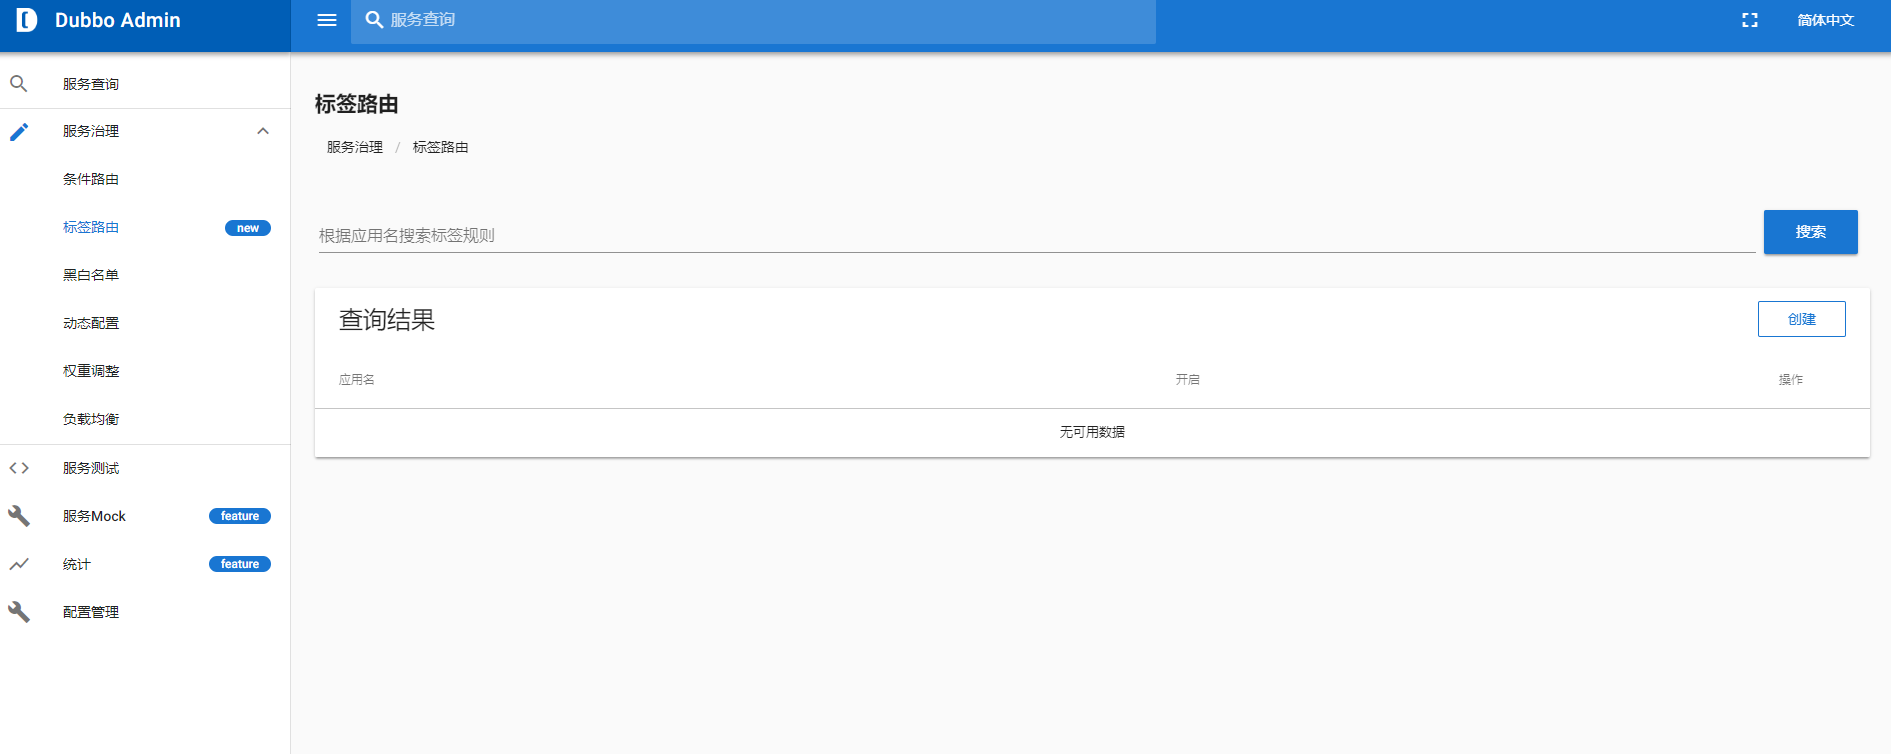 Dubbo Admin
服务查询
简体中文
服务查询
服务治理
条件路由
标签路由 new
黑白名单
动态配置
权重调整
负载均衡
服务测试
服务Mock feature
统计 feature
配置管理
标签路由
服务治理 / 标签路由
根据应用名搜索标签规则
搜索
查询结果
创建
应用名 开启 操作
无可用数据